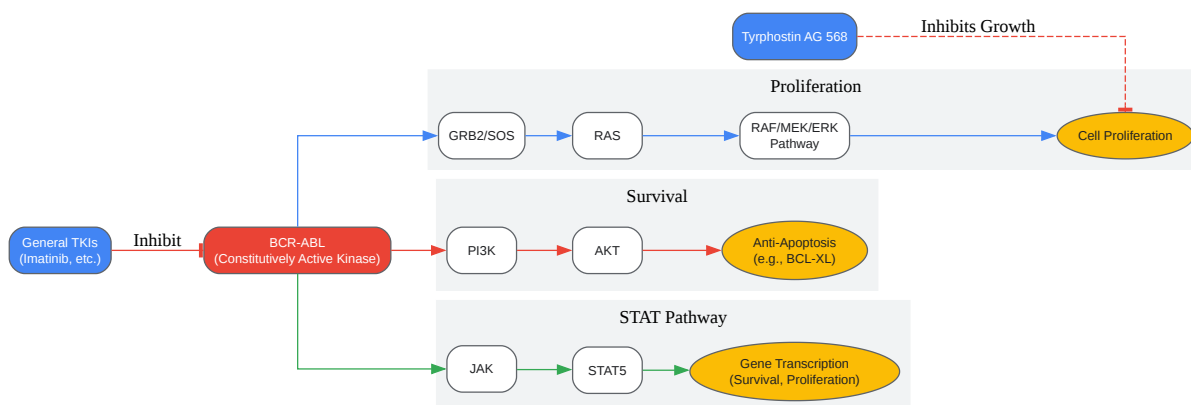 Tyrphostin AG 568
Inhibits Growth
Proliferation
GRB2/SOS
RAS
RAF/MEK/ERK
Pathway
Cell Proliferation
Survival
General TKIs
(Imatinib, etc.)
Inhibit
BCR-ABL
(Constitutively Active Kinase)
PI3K
AKT
Anti-Apoptosis
(e.g., BCL-XL)
STAT Pathway
JAK
STAT5
Gene Transcription
(Survival, Proliferation)